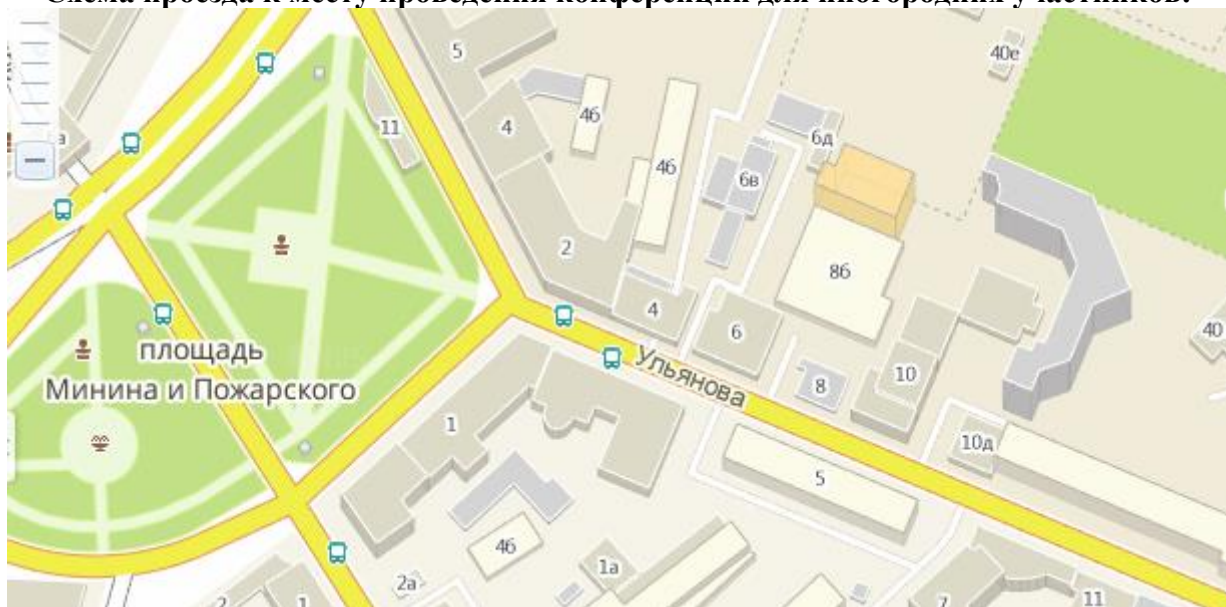 Схема проезда к месту проведения конференции для иногородних участников.
5
40е
11
4
4б
6д
4б
6в
2
8б
4
6
40
площадь
Минина и Пожарского
Ульянова
8
10
1
10д
5
4б
1а
2а
2
1
7
11